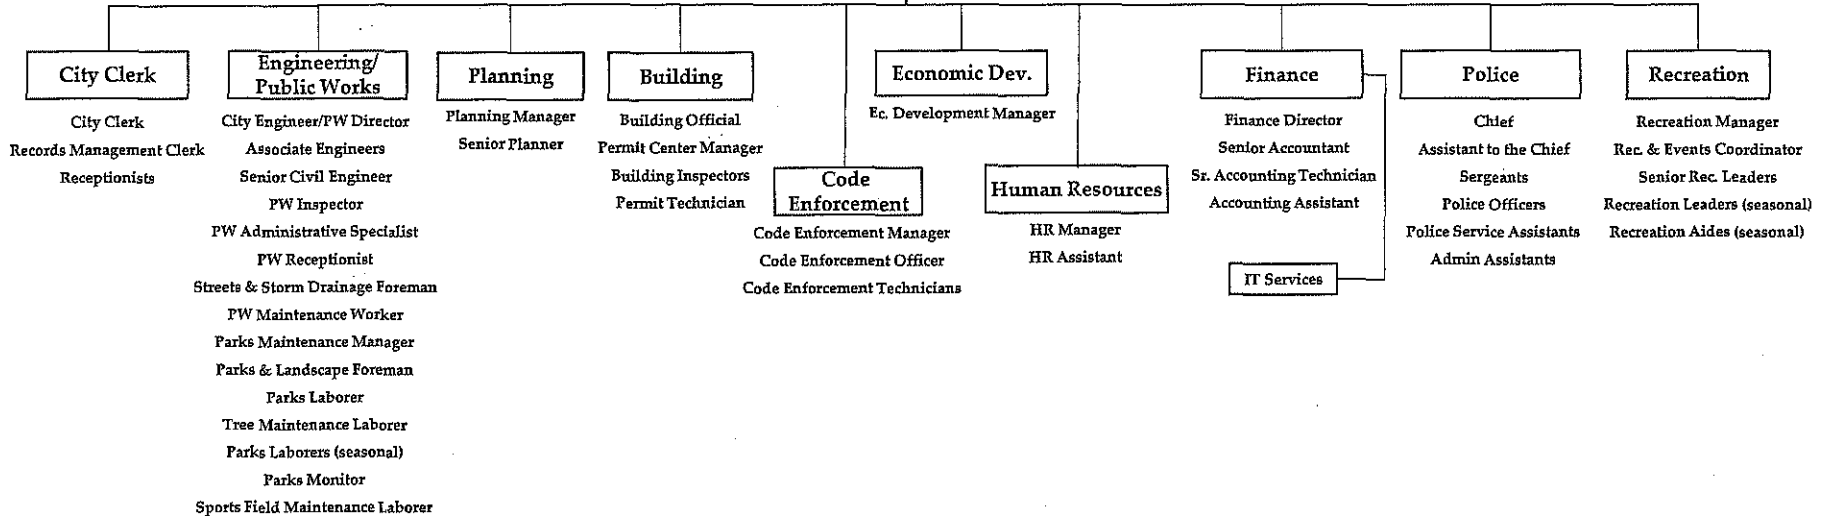 City Clerk
City Clerk
Records Management Clerk
Receptionists
Engineering/
Public Works
City Engineer/PW Director
Associate Engineers
Senior Civil Engineer
PW Inspector
PW Administrative Specialist
PW Receptionist
Streets & Storm Drainage Foreman
PW Maintenance Worker
Parks Maintenance Manager
Parks & Landscape Foreman
Parks Laborer
Tree Maintenance Laborer
Parks Laborers (seasonal)
Parks Monitor
Sports Field Maintenance Laborer
Planning
Planning Manager
Senior Planner
Building
Building Official
Permit Center Manager
Building Inspectors
Permit Technician
Code
Enforcement
Code Enforcement Manager
Code Enforcement Officer
Code Enforcement Technicians
Economic Dev.
Ec. Development Manager
Human Resources
HR Manager
HR Assistant
Finance
Finance Director
Senior Accountant
Sr. Accounting Technician
Accounting Assistant
IT Services
Police
Chief
Assistant to the Chief
Sergeants
Police Officers
Police Service Assistants
Admin Assistants
Recreation
Recreation Manager
Rec. & Events Coordinator
Senior Rec. Leaders
Recreation Leaders (seasonal)
Recreation Aides (seasonal)